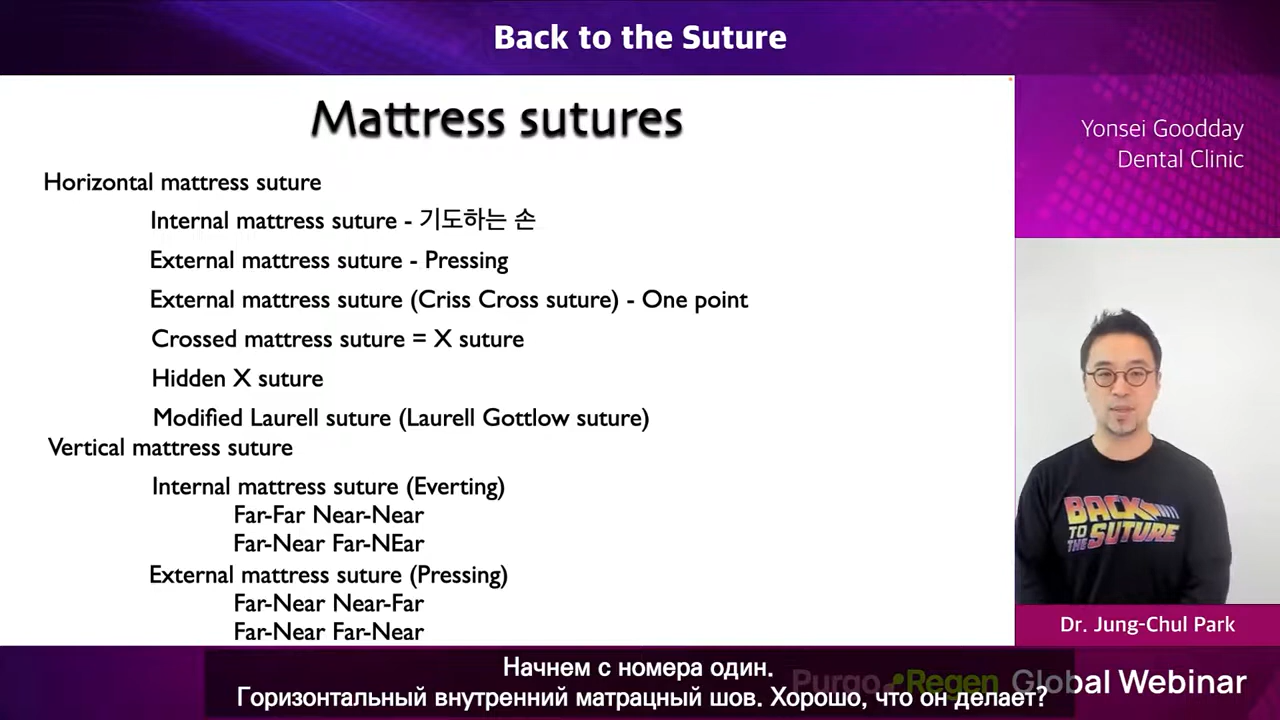 Back to the Suture
Mattress sutures
Horizontal mattress suture
Internal mattress suture - 기도하는 손
External mattress suture - Pressing
External mattress suture (Criss Cross suture) - One point
Crossed mattress suture = X suture
Hidden X suture
Modified Laurell suture (Laurell Gottlow suture)
Vertical mattress suture
Internal mattress suture (Everting)
Far-Far Near-Near
Far-Near Far-NEar
External mattress suture (Pressing)
Far-Near Near-Far
Far-Near Far-Near
Yonsei Goodday
Dental Clinic
BACK
TO THE SUTURE
Dr. Jung-Chul Park
Purgo Regen Global Webinar
Начнем с номера один.
Горизонтальный внутренний матрацный шов. Хорошо, что он делает?